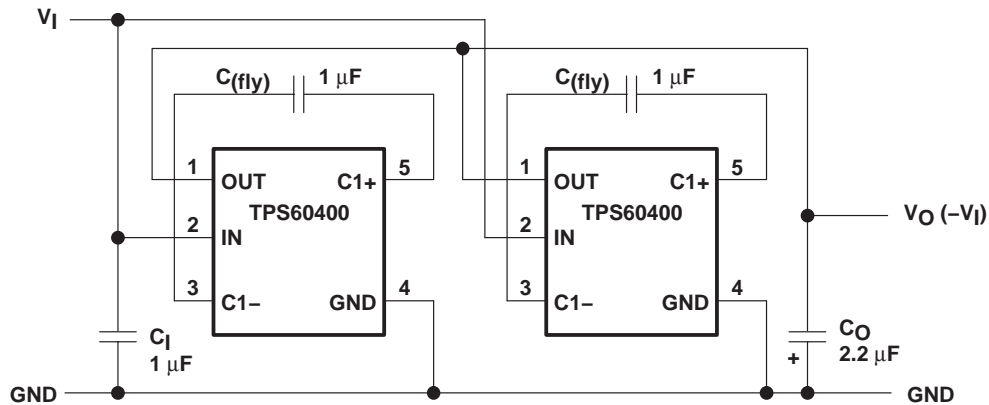 VI
C(fly) 1 μF
C(fly) 1 μF
1 OUT C1+ 5
TPS60400
2 IN
3 C1− GND 4
1 OUT C1+ 5
TPS60400
2 IN
3 C1− GND 4
VO (−VI)
CI
1 μF
CO
2.2 μF
+
GND
GND